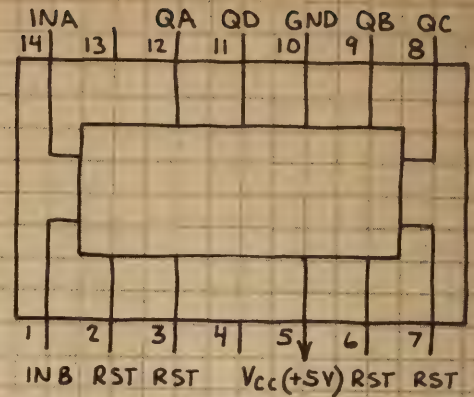 INA QA QD GND QB QC
14 13 12 11 10 9 8
1 2 3 4 5 6 7
INB RST RST VCC(+5V) RST RST